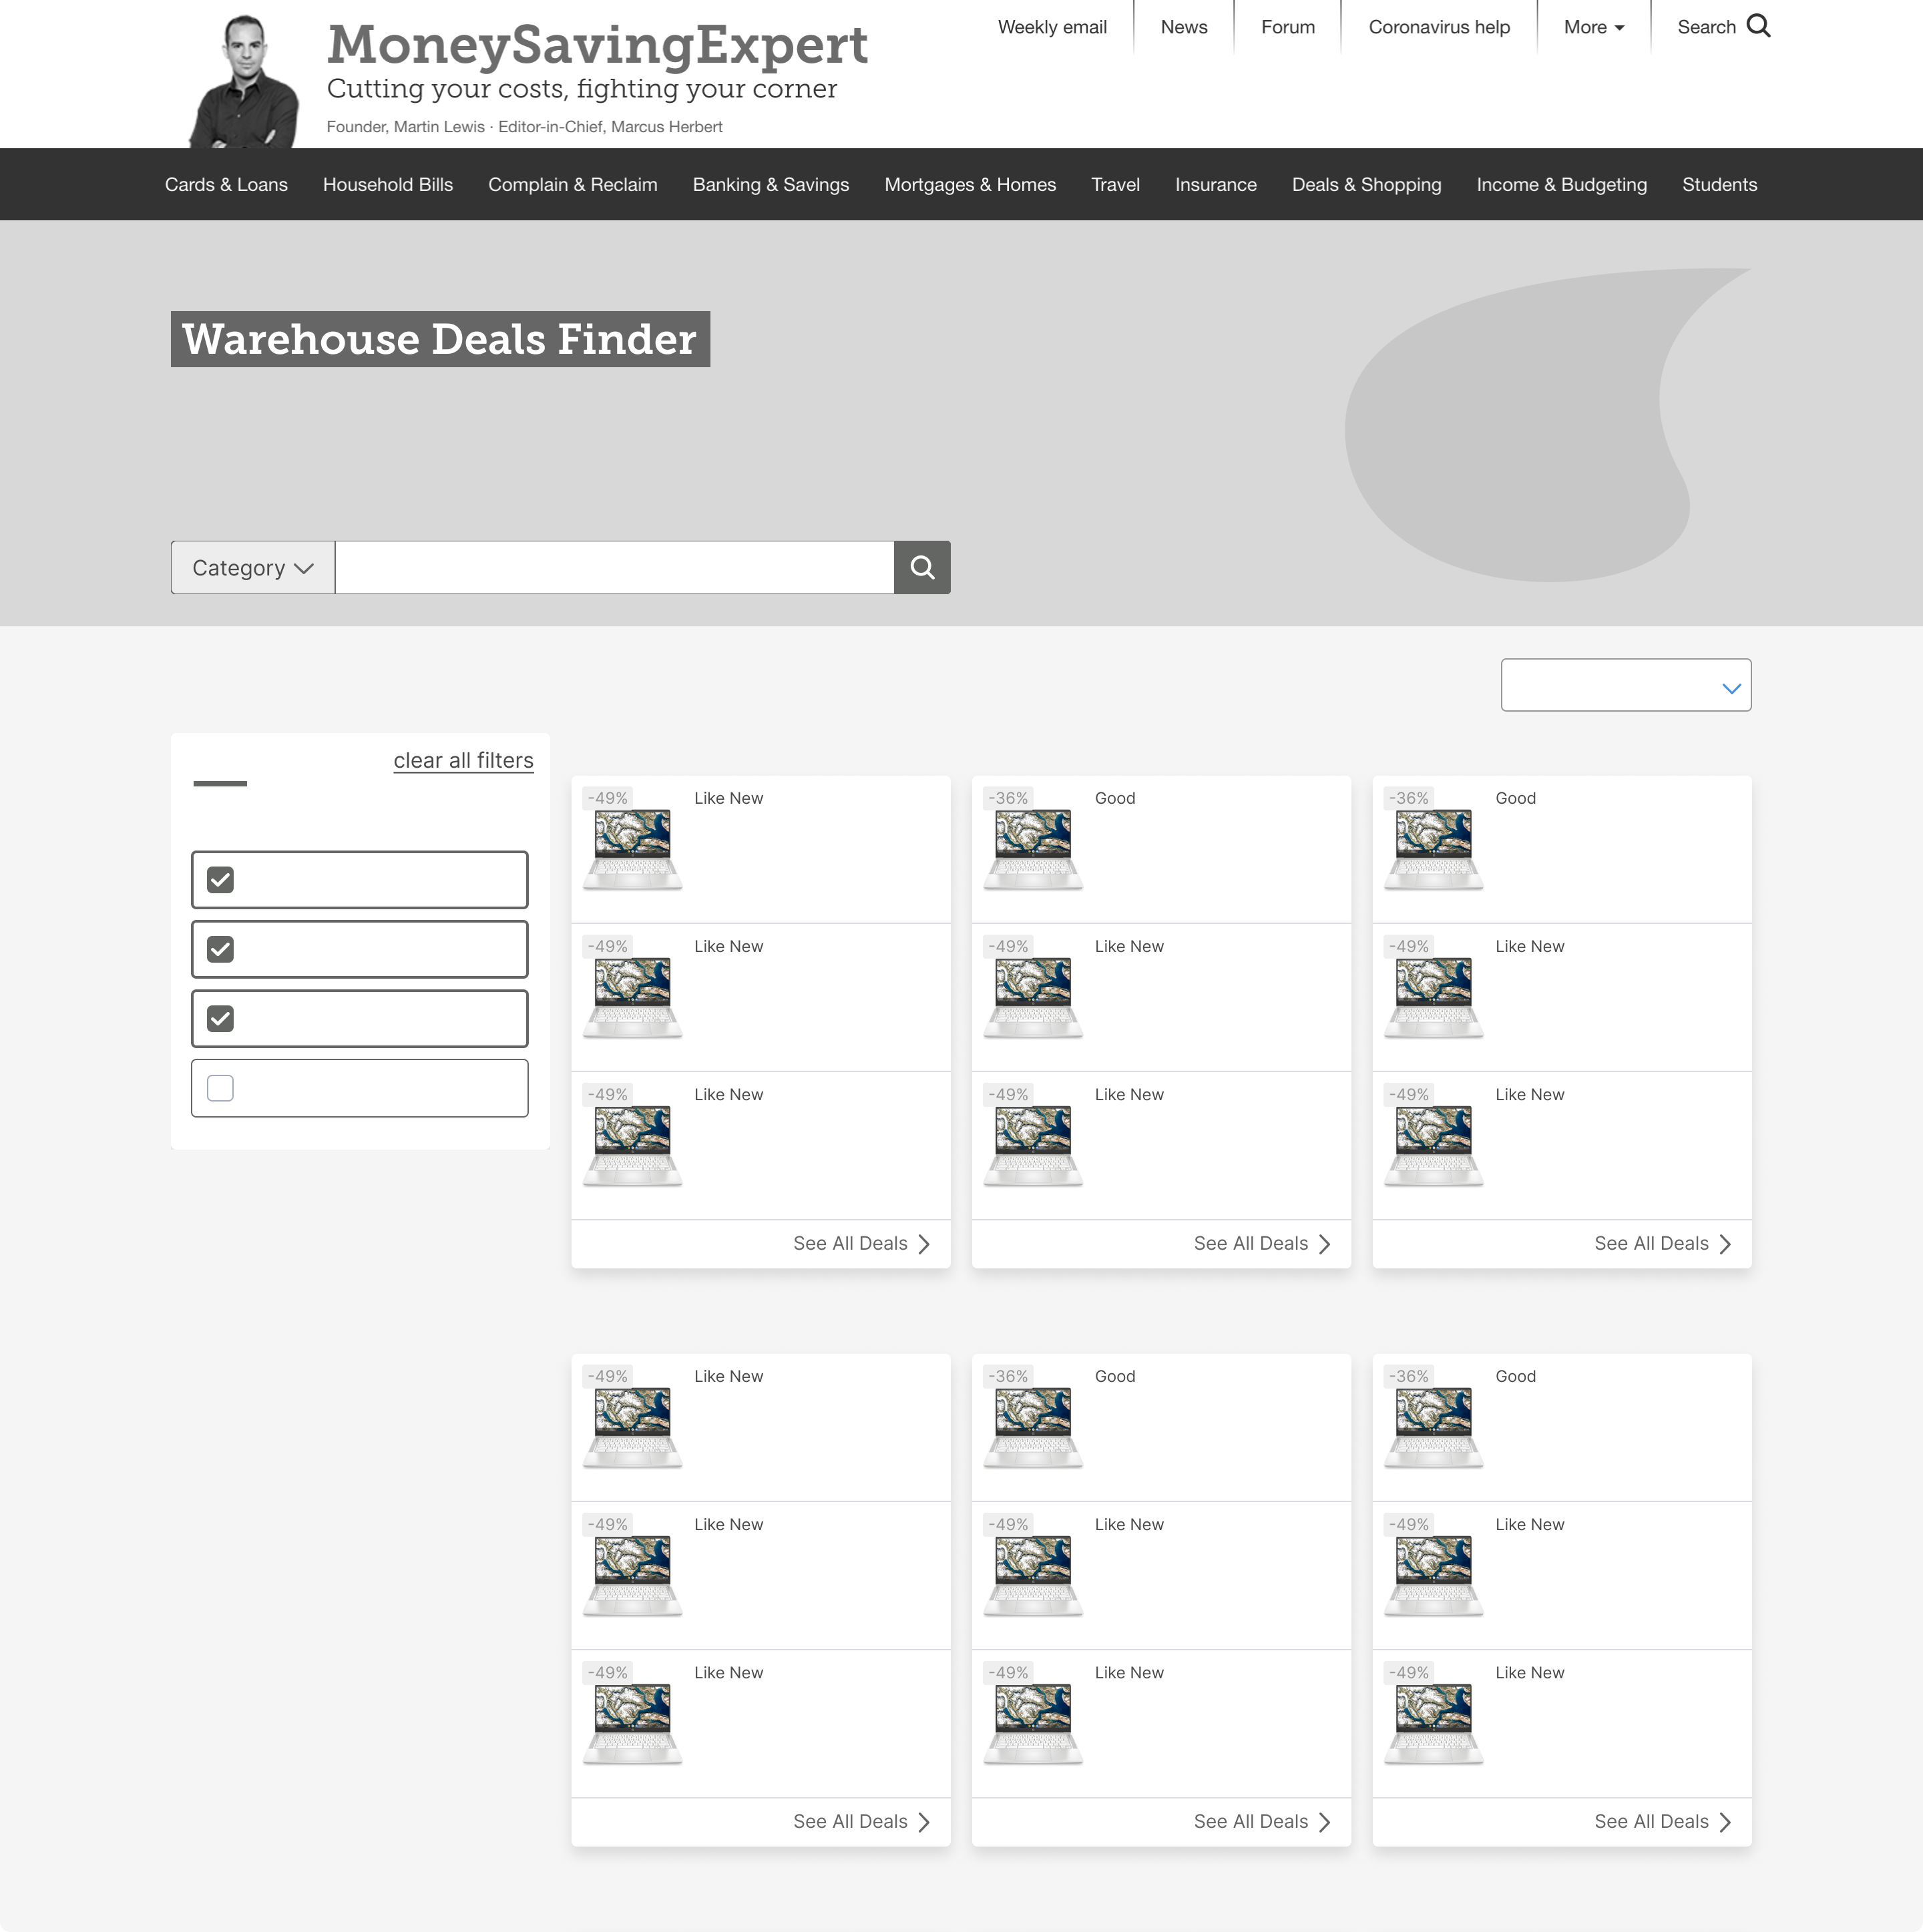 MoneySavingExpert
Cutting your costs, fighting your corner
Founder, Martin Lewis · Editor-in-Chief, Marcus Herbert
Weekly email News Forum Coronavirus help More Search
Cards & Loans Household Bills Complain & Reclaim Banking & Savings Mortgages & Homes Travel Insurance Deals & Shopping Income & Budgeting Students
Warehouse Deals Finder
Category
clear all filters
-49% Like New
-49% Like New
-49% Like New
See All Deals
-36% Good
-49% Like New
-49% Like New
See All Deals
-36% Good
-49% Like New
-49% Like New
See All Deals
-49% Like New
-49% Like New
-49% Like New
See All Deals
-36% Good
-49% Like New
-49% Like New
See All Deals
-36% Good
-49% Like New
-49% Like New
See All Deals